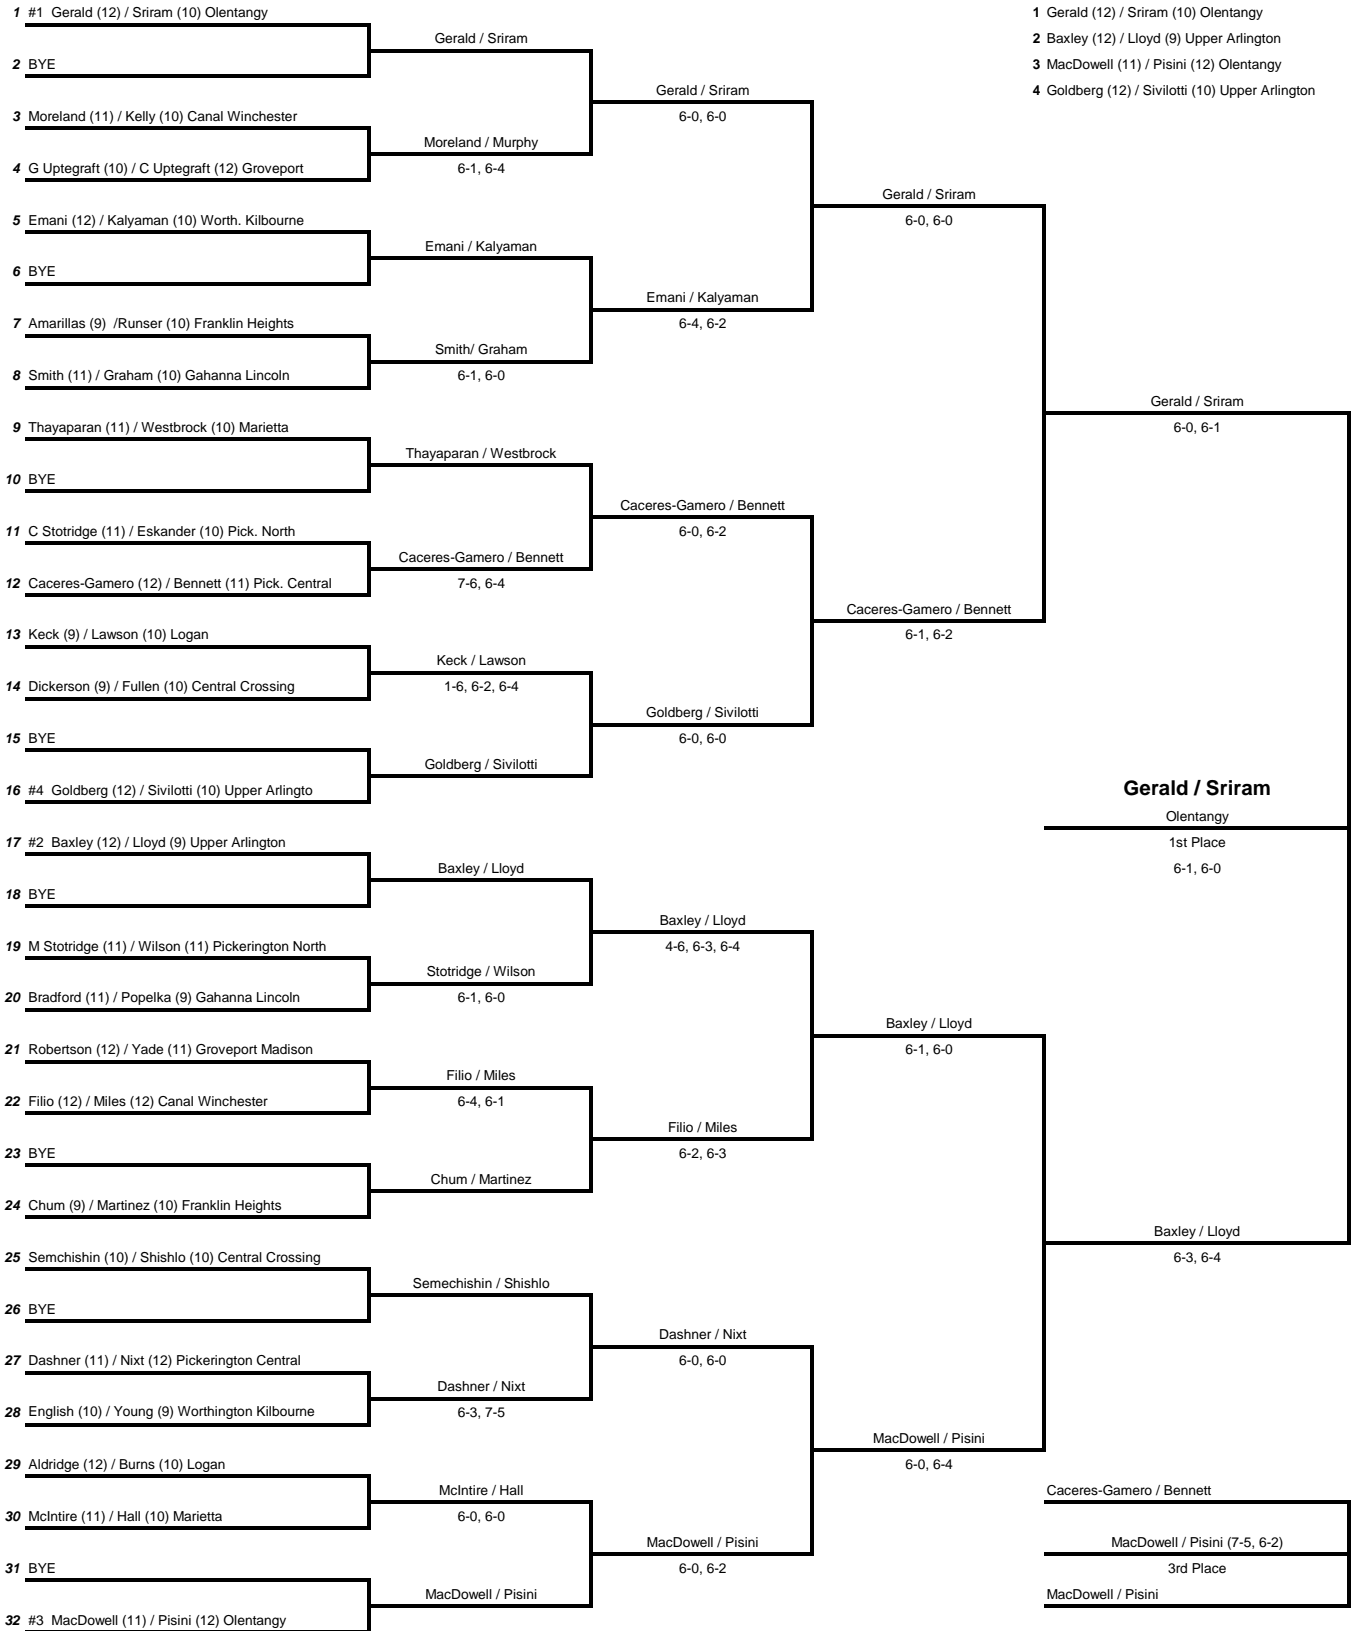 1 #1 Gerald (12) / Sriram (10) Olentangy
2 BYE
3 Moreland (11) / Kelly (10) Canal Winchester
4 G Uptegraft (10) / C Uptegraft (12) Groveport
5 Emani (12) / Kalyaman (10) Worth. Kilbourne
6 BYE
7 Amarillas (9) /Runser (10) Franklin Heights
8 Smith (11) / Graham (10) Gahanna Lincoln
9 Thayaparan (11) / Westbrock (10) Marietta
10 BYE
11 C Stotridge (11) / Eskander (10) Pick. North
12 Caceres-Gamero (12) / Bennett (11) Pick. Central
13 Keck (9) / Lawson (10) Logan
14 Dickerson (9) / Fullen (10) Central Crossing
15 BYE
16 #4 Goldberg (12) / Sivilotti (10) Upper Arlingto
17 #2 Baxley (12) / Lloyd (9) Upper Arlington
18 BYE
19 M Stotridge (11) / Wilson (11) Pickerington North
20 Bradford (11) / Popelka (9) Gahanna Lincoln
21 Robertson (12) / Yade (11) Groveport Madison
22 Filio (12) / Miles (12) Canal Winchester
23 BYE
24 Chum (9) / Martinez (10) Franklin Heights
25 Semchishin (10) / Shishlo (10) Central Crossing
26 BYE
27 Dashner (11) / Nixt (12) Pickerington Central
28 English (10) / Young (9) Worthington Kilbourne
29 Aldridge (12) / Burns (10) Logan
30 McIntire (11) / Hall (10) Marietta
31 BYE
32 #3 MacDowell (11) / Pisini (12) Olentangy
Gerald / Sriram
Moreland / Murphy
6-1, 6-4
Emani / Kalyaman
Smith/ Graham
6-1, 6-0
Thayaparan / Westbrock
Caceres-Gamero / Bennett
7-6, 6-4
Keck / Lawson
1-6, 6-2, 6-4
Goldberg / Sivilotti
Baxley / Lloyd
Stotridge / Wilson
6-1, 6-0
Filio / Miles
6-4, 6-1
Chum / Martinez
Semechishin / Shishlo
Dashner / Nixt
6-3, 7-5
McIntire / Hall
6-0, 6-0
MacDowell / Pisini
Gerald / Sriram
6-0, 6-0
Emani / Kalyaman
6-4, 6-2
Caceres-Gamero / Bennett
6-0, 6-2
Goldberg / Sivilotti
6-0, 6-0
Baxley / Lloyd
4-6, 6-3, 6-4
Filio / Miles
6-2, 6-3
Dashner / Nixt
6-0, 6-0
MacDowell / Pisini
6-0, 6-2
Gerald / Sriram
6-0, 6-0
Caceres-Gamero / Bennett
6-1, 6-2
Baxley / Lloyd
6-1, 6-0
MacDowell / Pisini
6-0, 6-4
1 Gerald (12) / Sriram (10) Olentangy
2 Baxley (12) / Lloyd (9) Upper Arlington
3 MacDowell (11) / Pisini (12) Olentangy
4 Goldberg (12) / Sivilotti (10) Upper Arlington
Gerald / Sriram
6-0, 6-1
Gerald / Sriram
Olentangy
1st Place
6-1, 6-0
Baxley / Lloyd
6-3, 6-4
Caceres-Gamero / Bennett
MacDowell / Pisini (7-5, 6-2)
3rd Place
MacDowell / Pisini